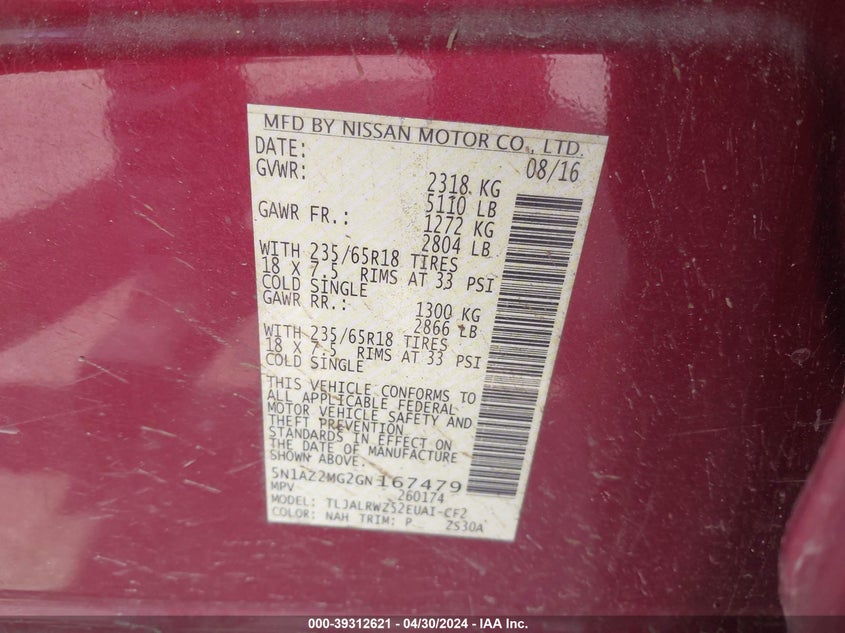 MFD BY NISSAN MOTOR CO., LTD.
DATE: 08/16
GVWR: 2318 KG
5110 LB
GAWR FR.: 1272 KG
2804 LB
WITH 235/65R18 TIRES
18 X 7.5 RIMS AT 33 PSI
COLD SINGLE
GAWR RR.: 1300 KG
2866 LB
WITH 235/65R18 TIRES
18 X 7.5 RIMS AT 33 PSI
COLD SINGLE
THIS VEHICLE CONFORMS TO
ALL APPLICABLE FEDERAL
MOTOR VEHICLE SAFETY AND
THEFT PREVENTION
STANDARDS IN EFFECT ON
THE DATE OF MANUFACTURE
SHOWN ABOVE.
5N1AZ2MG2GN167479
MPV 260174
MODEL: TLJALRWZ52EUAI-CF2
COLOR: NAH TRIM: P ZS30A
000-39312621 - 04/30/2024 - IAA Inc.